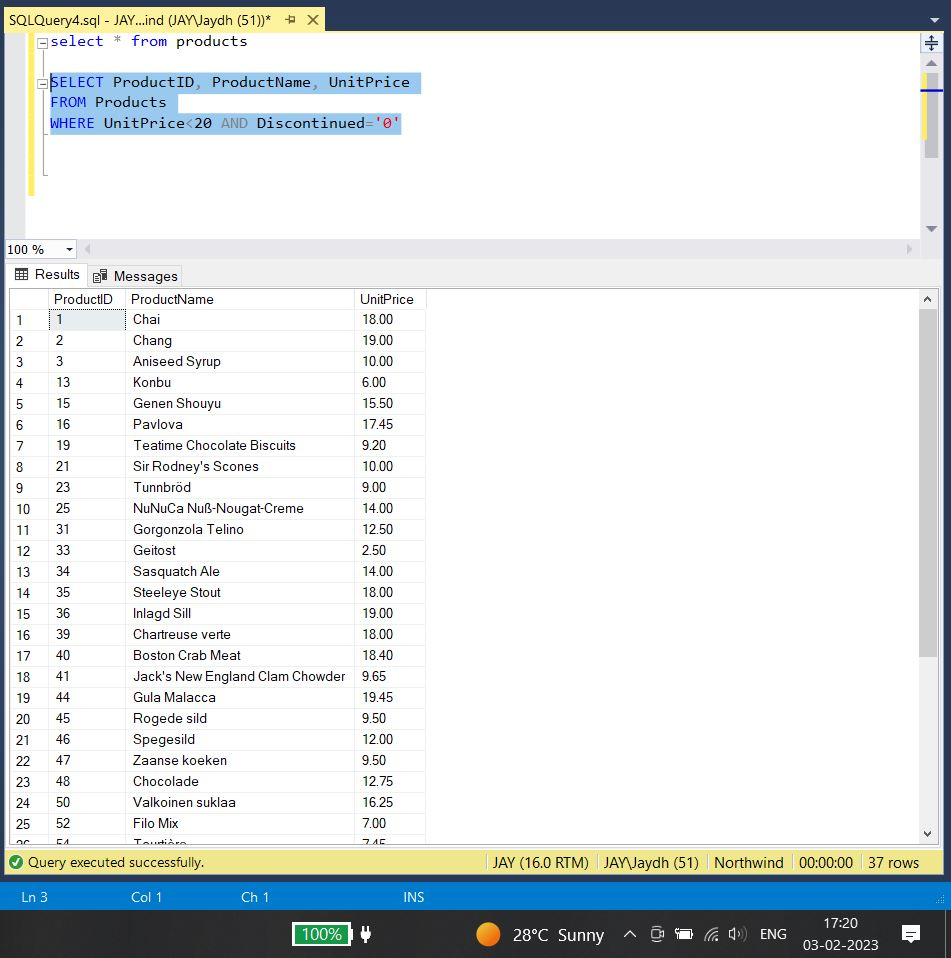 SQLQuery4.sql - JAY...ind (JAY\Jaydh (51))*
select * from products
SELECT ProductID, ProductName, UnitPrice
FROM Products
WHERE UnitPrice<20 AND Discontinued='0'
100 %
Results Messages
ProductID ProductName UnitPrice
1 1 Chai 18.00
2 2 Chang 19.00
3 3 Aniseed Syrup 10.00
4 13 Konbu 6.00
5 15 Genen Shouyu 15.50
6 16 Pavlova 17.45
7 19 Teatime Chocolate Biscuits 9.20
8 21 Sir Rodney's Scones 10.00
9 23 Tunnbröd 9.00
10 25 NuNuCa Nuß-Nougat-Creme 14.00
11 31 Gorgonzola Telino 12.50
12 33 Geitost 2.50
13 34 Sasquatch Ale 14.00
14 35 Steeleye Stout 18.00
15 36 Inlagd Sill 19.00
16 39 Chartreuse verte 18.00
17 40 Boston Crab Meat 18.40
18 41 Jack's New England Clam Chowder 9.65
19 44 Gula Malacca 19.45
20 45 Rogede sild 9.50
21 46 Spegesild 12.00
22 47 Zaanse koeken 9.50
23 48 Chocolade 12.75
24 50 Valkoinen suklaa 16.25
25 52 Filo Mix 7.00
26 54 Tourtière 7.45
Query executed successfully. JAY (16.0 RTM) JAY\Jaydh (51) Northwind 00:00:00 37 rows
Ln 3 Col 1 Ch 1 INS
100% 28°C Sunny ENG 17:20
03-02-2023